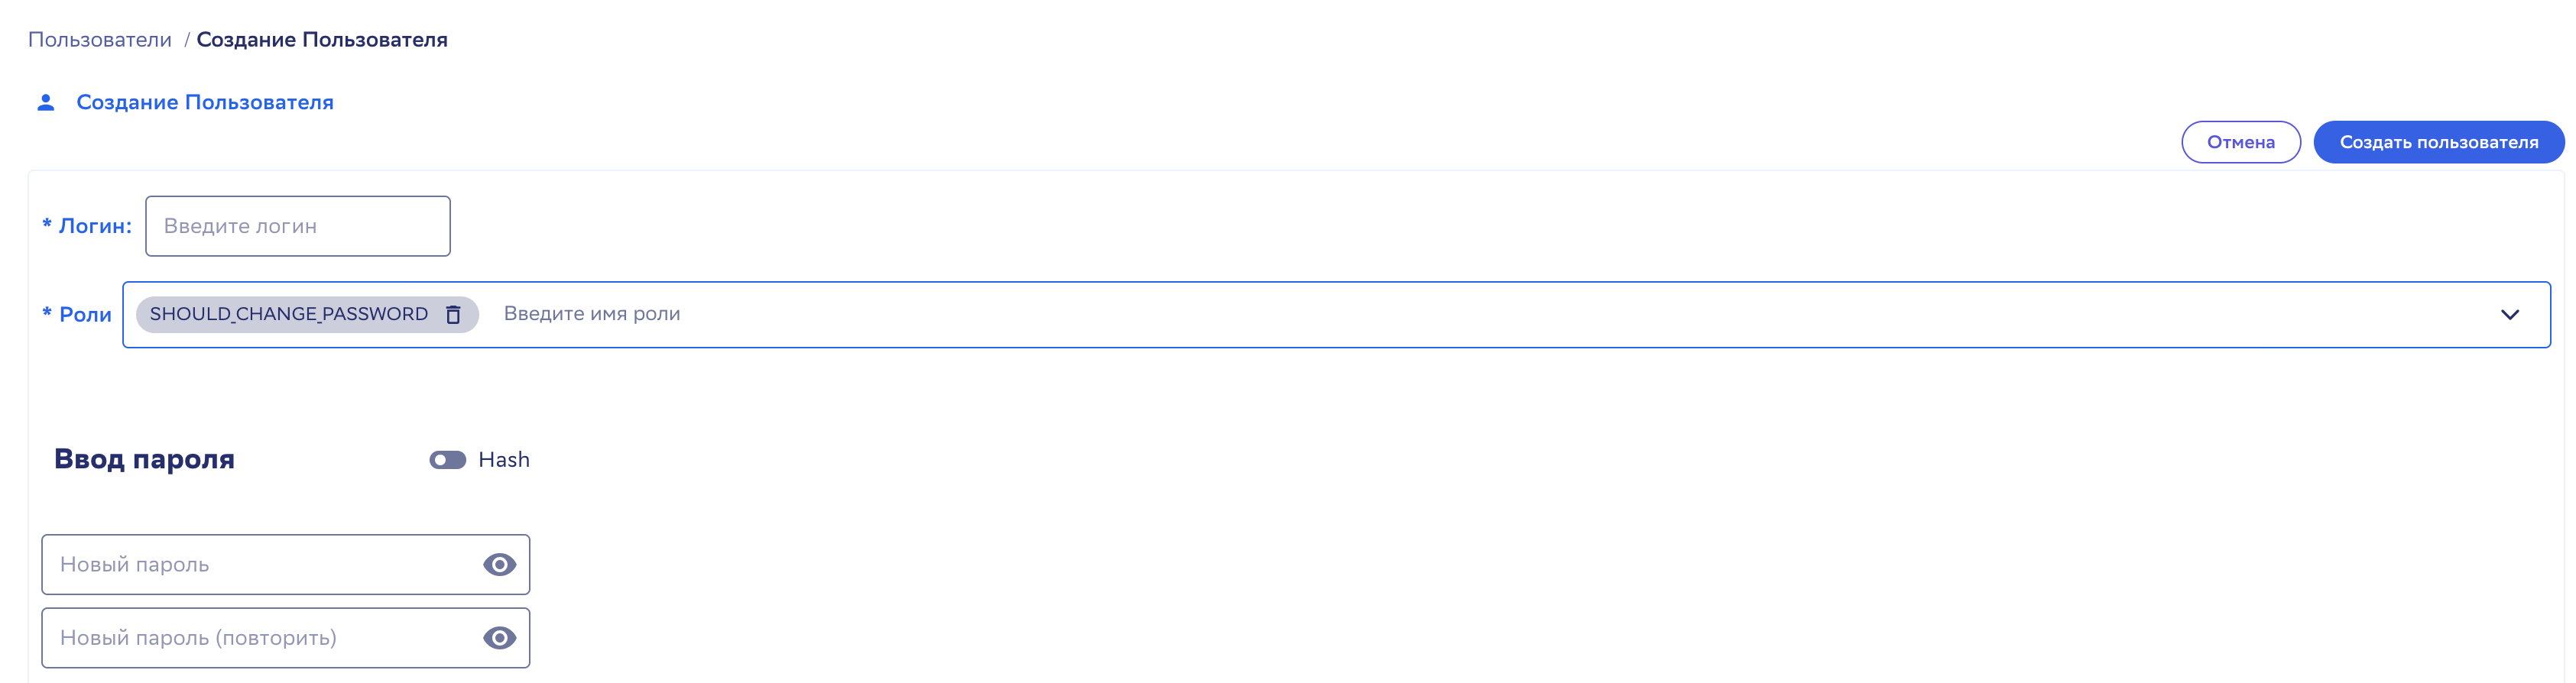 Пользователи / Создание Пользователя
Создание Пользователя
Отмена Создать пользователя
* Логин: Введите логин
* Роли SHOULD_CHANGE_PASSWORD Введите имя роли
Ввод пароля Hash
Новый пароль
Новый пароль (повторить)